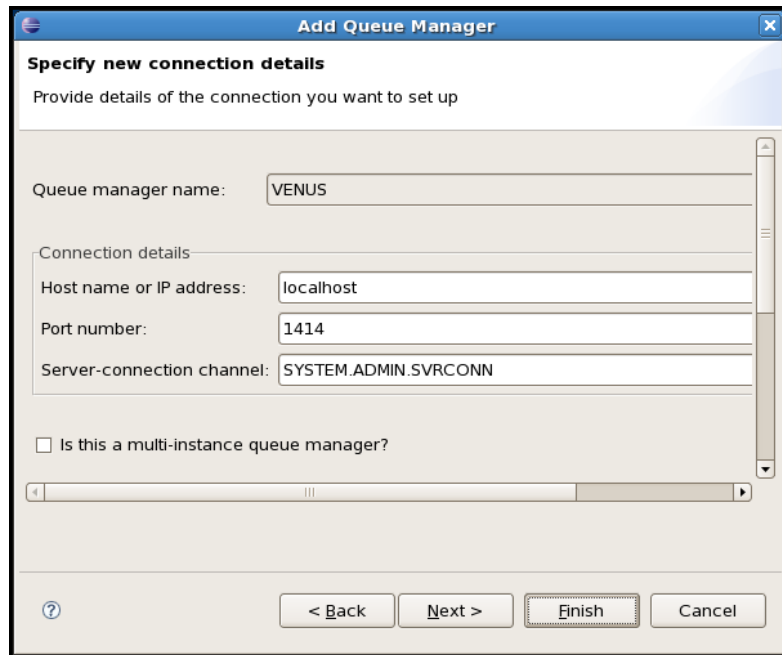 Add Queue Manager
Specify new connection details
Provide details of the connection you want to set up
Queue manager name: VENUS
Connection details
Host name or IP address: localhost
Port number: 1414
Server-connection channel: SYSTEM.ADMIN.SVRCONN
Is this a multi-instance queue manager?
< Back Next > Finish Cancel